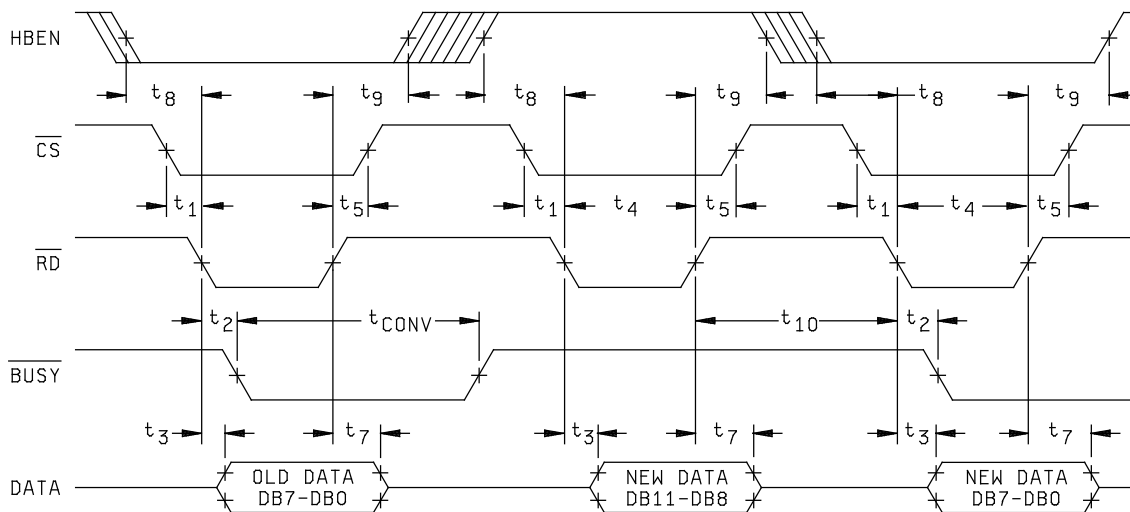 HBEN
t8 t9 t8 t9 t8 t9
CS
t1 t5 t1 t4 t5 t1 t4 t5
RD
t2 tCONV t10 t2
BUSY
t3 t7 t3 t7 t3 t7
DATA
OLD DATA NEW DATA NEW DATA
DB7-DB0 DB11-DB8 DB7-DB0